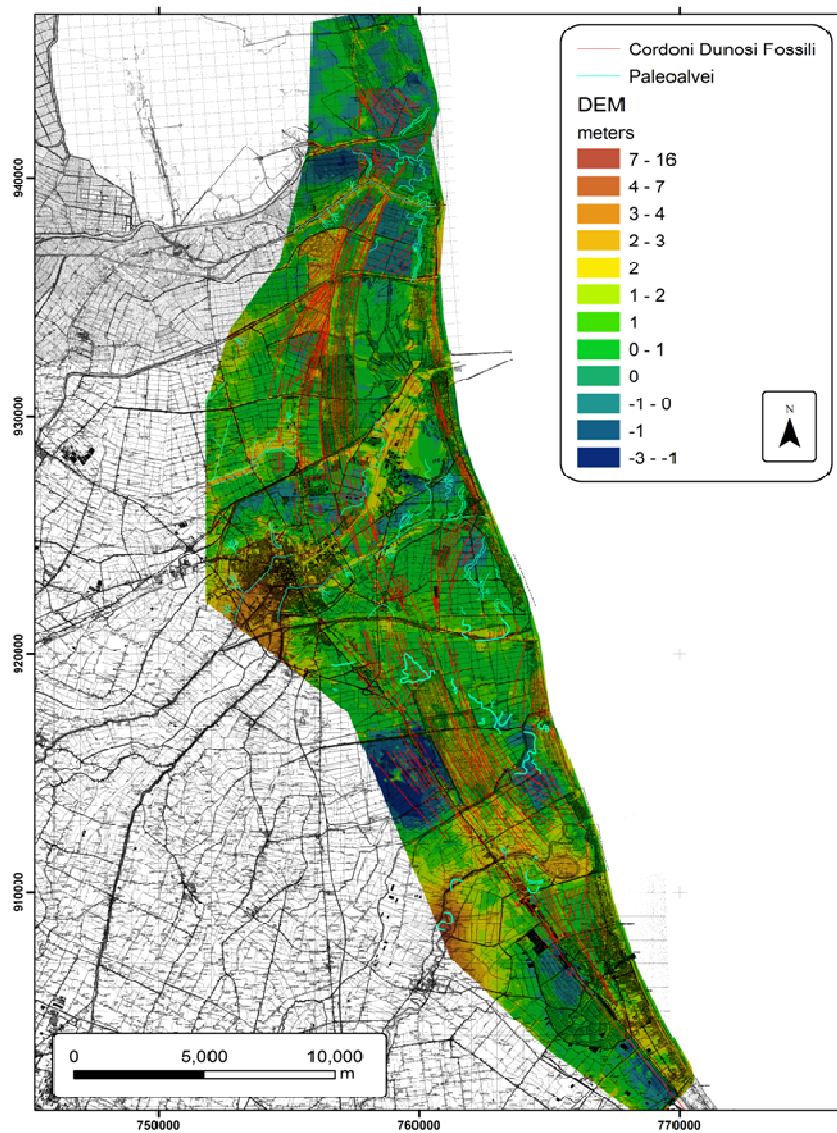 Cordoni Dunosi Fossili
Paleoalvei
DEM
meters
7 - 16
4 - 7
3 - 4
2 - 3
2
1 - 2
1
0 - 1
0
-1 - 0
-1
-3 - -1
N
940000
930000
920000
910000
0 5,000 10,000
m
750000 760000 770000